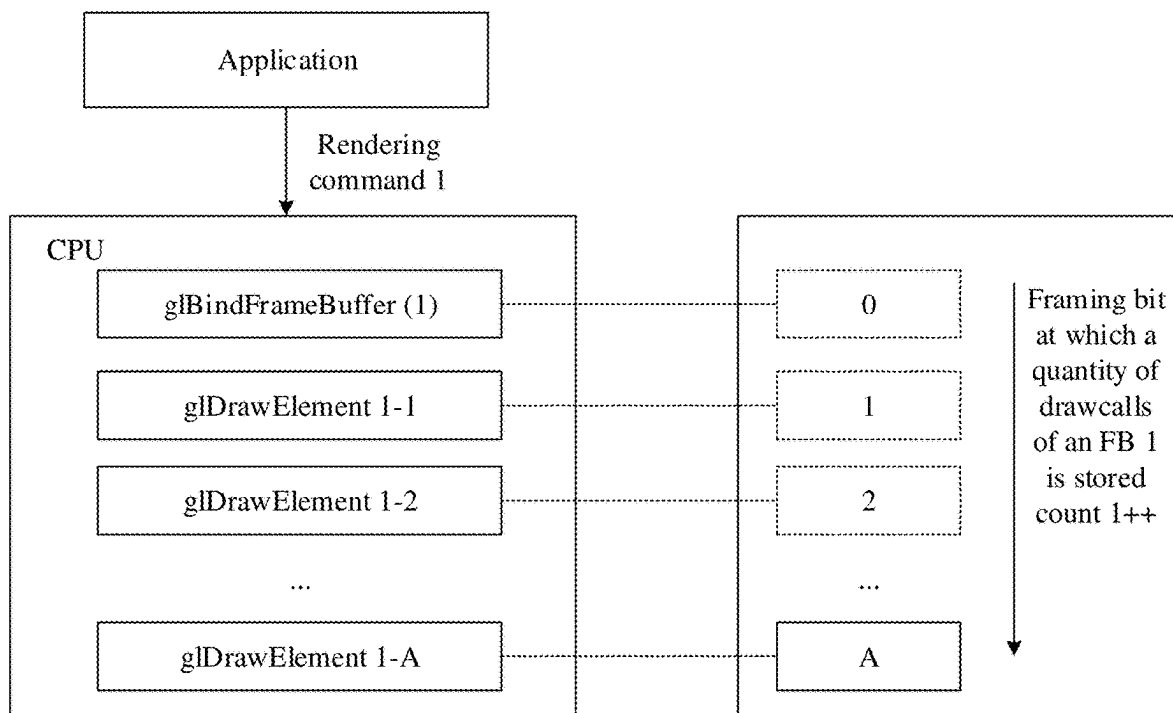 Application
Rendering
command 1
CPU
glBindFrameBuffer (1)
0
glDrawElement 1-1
1
glDrawElement 1-2
2
...
...
glDrawElement 1-A
A
Framing bit
at which a
quantity of
drawcalls
of an FB 1
is stored
count 1++